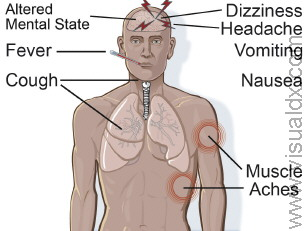 Altered
Mental State
Fever
Cough
Dizziness
Headache
Vomiting
Nausea
Muscle
Aches
©www.visualdx.com